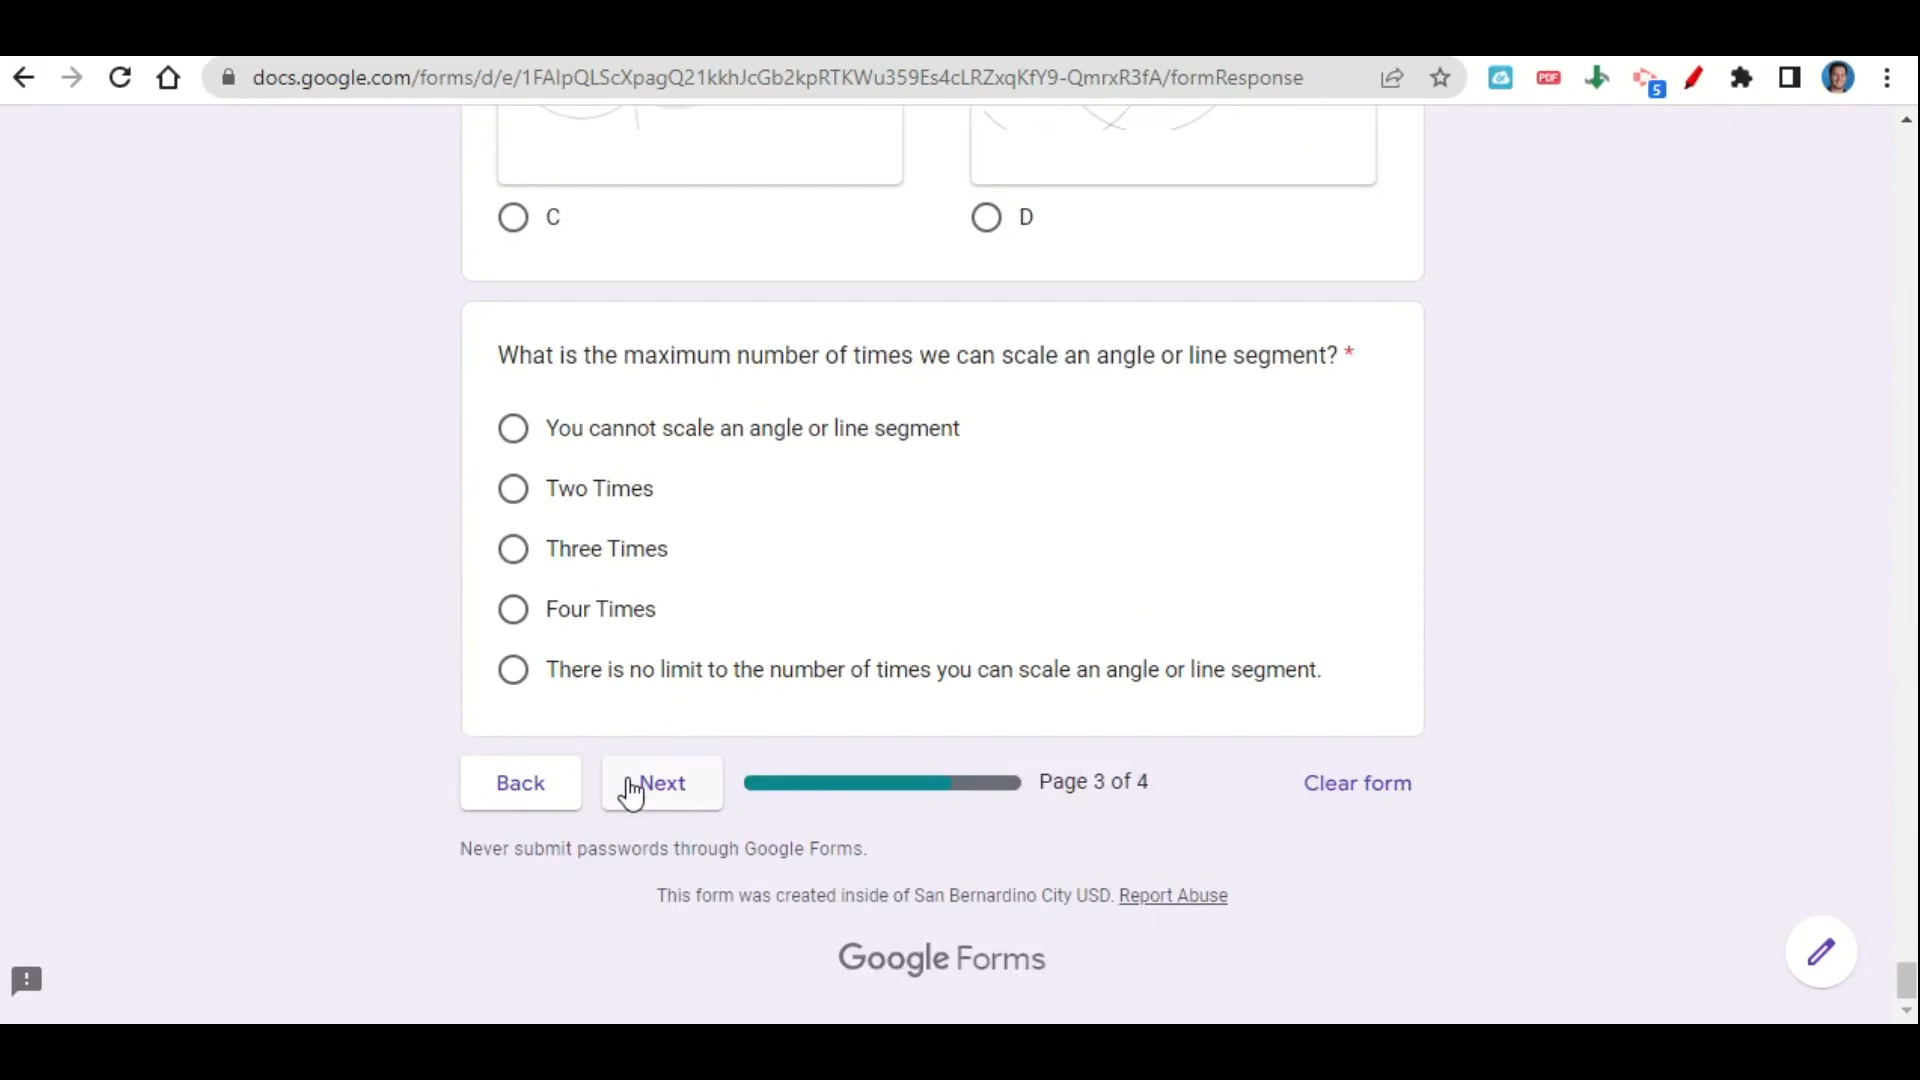 docs.google.com/forms/d/e/1FAIpQLScXpagQ21kkhJcGb2kpRTKWu359Es4cLRZxqKfY9-QmrxR3fA/formResponse
PDF
5
C
D
What is the maximum number of times we can scale an angle or line segment? *
You cannot scale an angle or line segment
Two Times
Three Times
Four Times
There is no limit to the number of times you can scale an angle or line segment.
Back
Next
Page 3 of 4
Clear form
Never submit passwords through Google Forms.
This form was created inside of San Bernardino City USD. Report Abuse
Google Forms